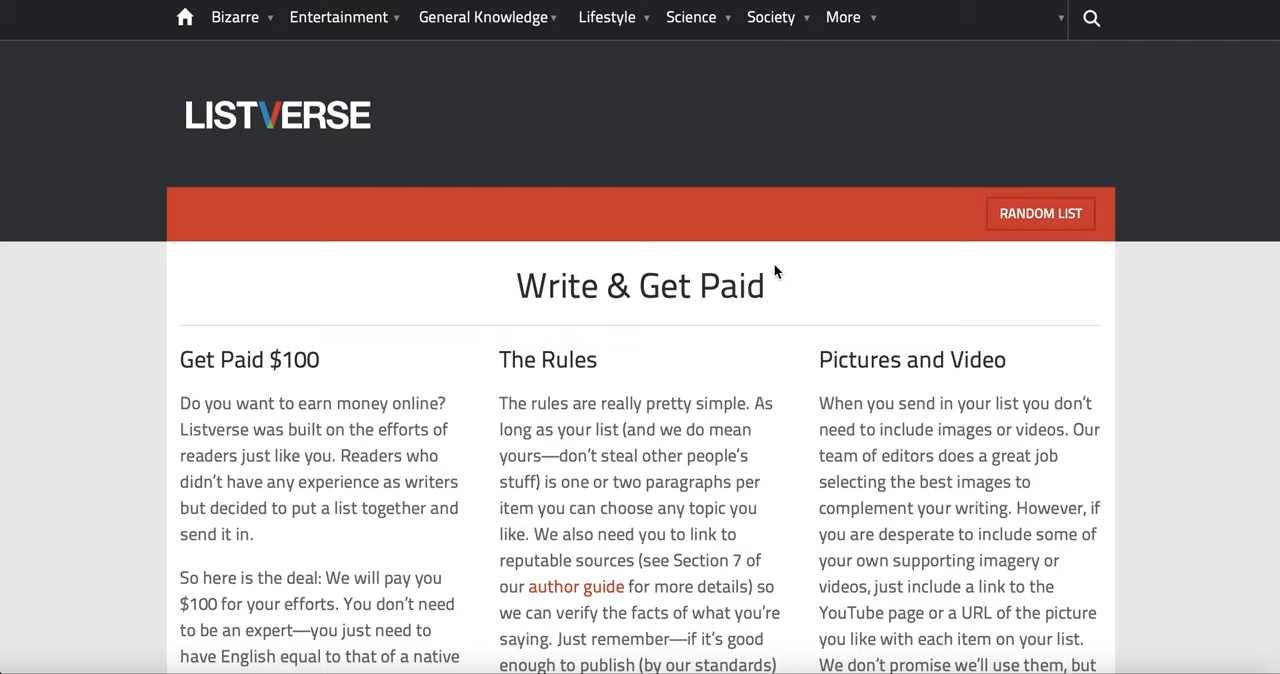 Bizarre Entertainment General Knowledge Lifestyle Science Society More
LISTVERSE
RANDOM LIST
Write & Get Paid
Get Paid $100
Do you want to earn money online?
Listverse was built on the efforts of
readers just like you. Readers who
didn't have any experience as writers
but decided to put a list together and
send it in.
So here is the deal: We will pay you
$100 for your efforts. You don't need
to be an expert—you just need to
have English equal to that of a native
The Rules
The rules are really pretty simple. As
long as your list (and we do mean
yours—don't steal other people's
stuff) is one or two paragraphs per
item you can choose any topic you
like. We also need you to link to
reputable sources (see Section 7 of
our author guide for more details) so
we can verify the facts of what you're
saying. Just remember—if it's good
enough to publish (by our standards)
Pictures and Video
When you send in your list you don't
need to include images or videos. Our
team of editors does a great job
selecting the best images to
complement your writing. However, if
you are desperate to include some of
your own supporting imagery or
videos, just include a link to the
YouTube page or a URL of the picture
you like with each item on your list.
We don't promise we'll use them, but